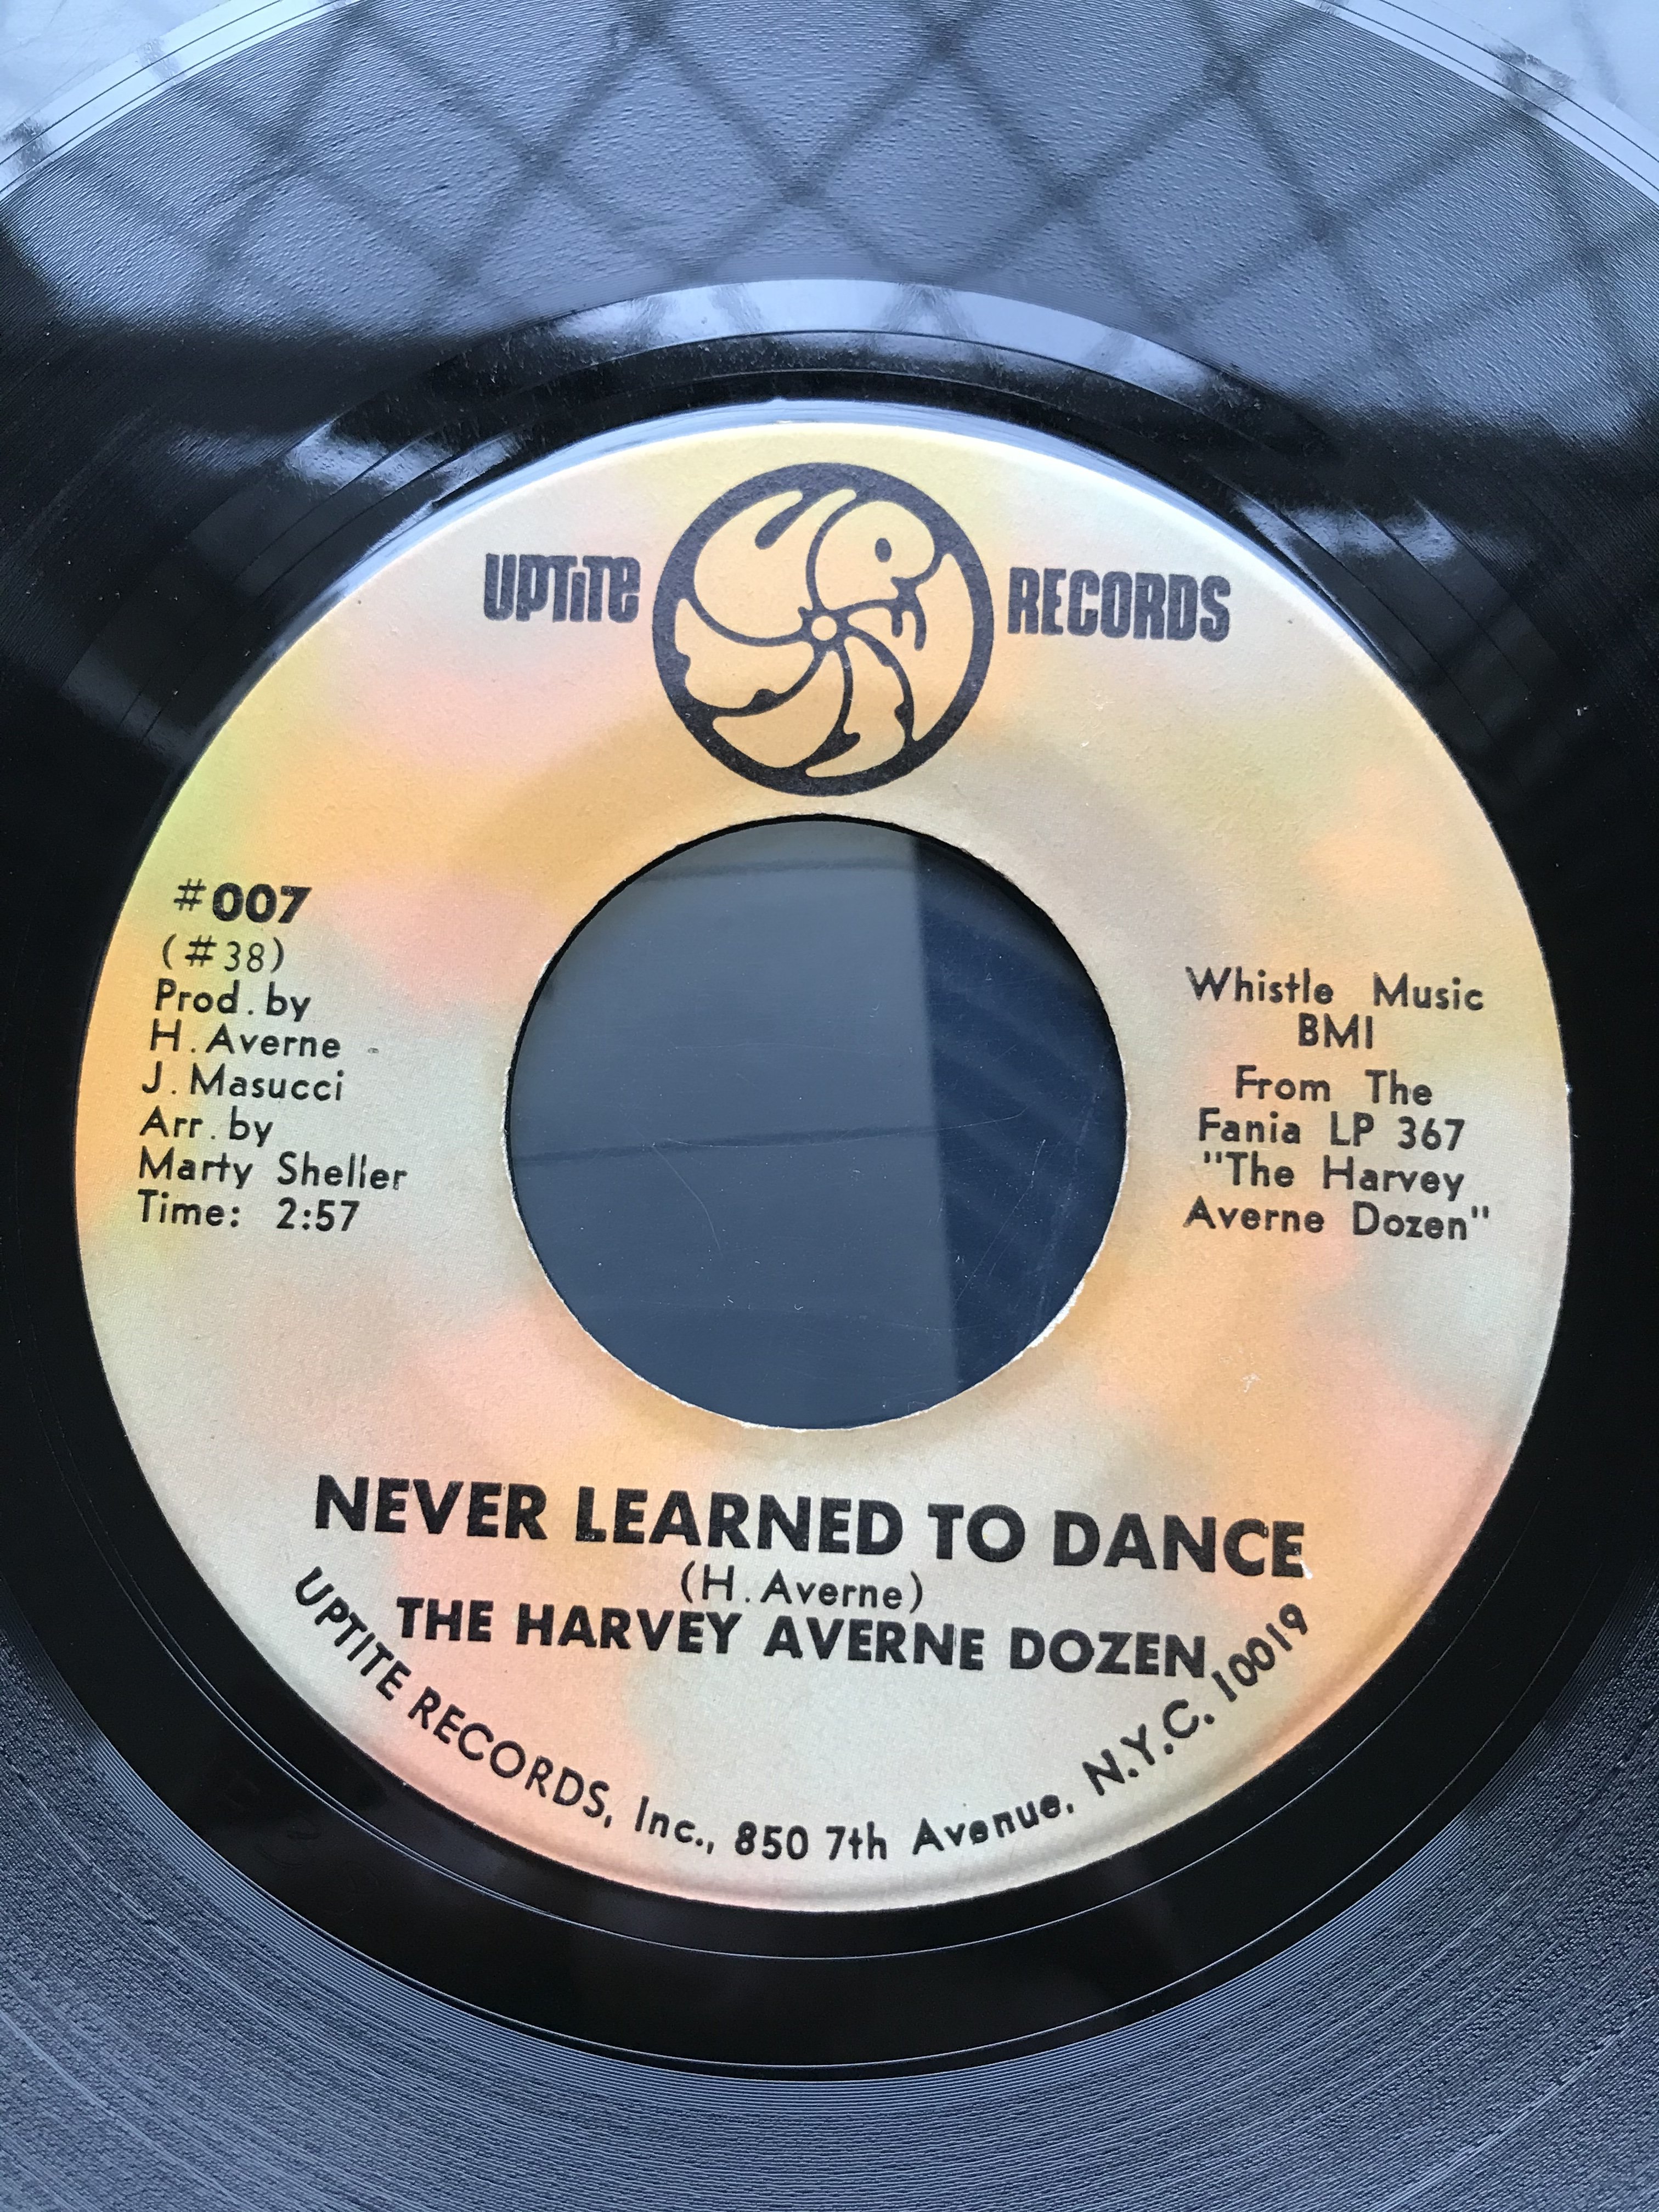 UPTiTe RECORDS
#007
(#38)
Prod. by
H. Averne
J. Masucci
Arr. by
Marty Sheller
Time: 2:57
Whistle Music
BMI
From The
Fania LP 367
"The Harvey
Averne Dozen"
NEVER LEARNED TO DANCE
(H. Averne)
THE HARVEY AVERNE DOZEN
UPTITE RECORDS, Inc., 850 7th Avenue, N.Y.C. 10019